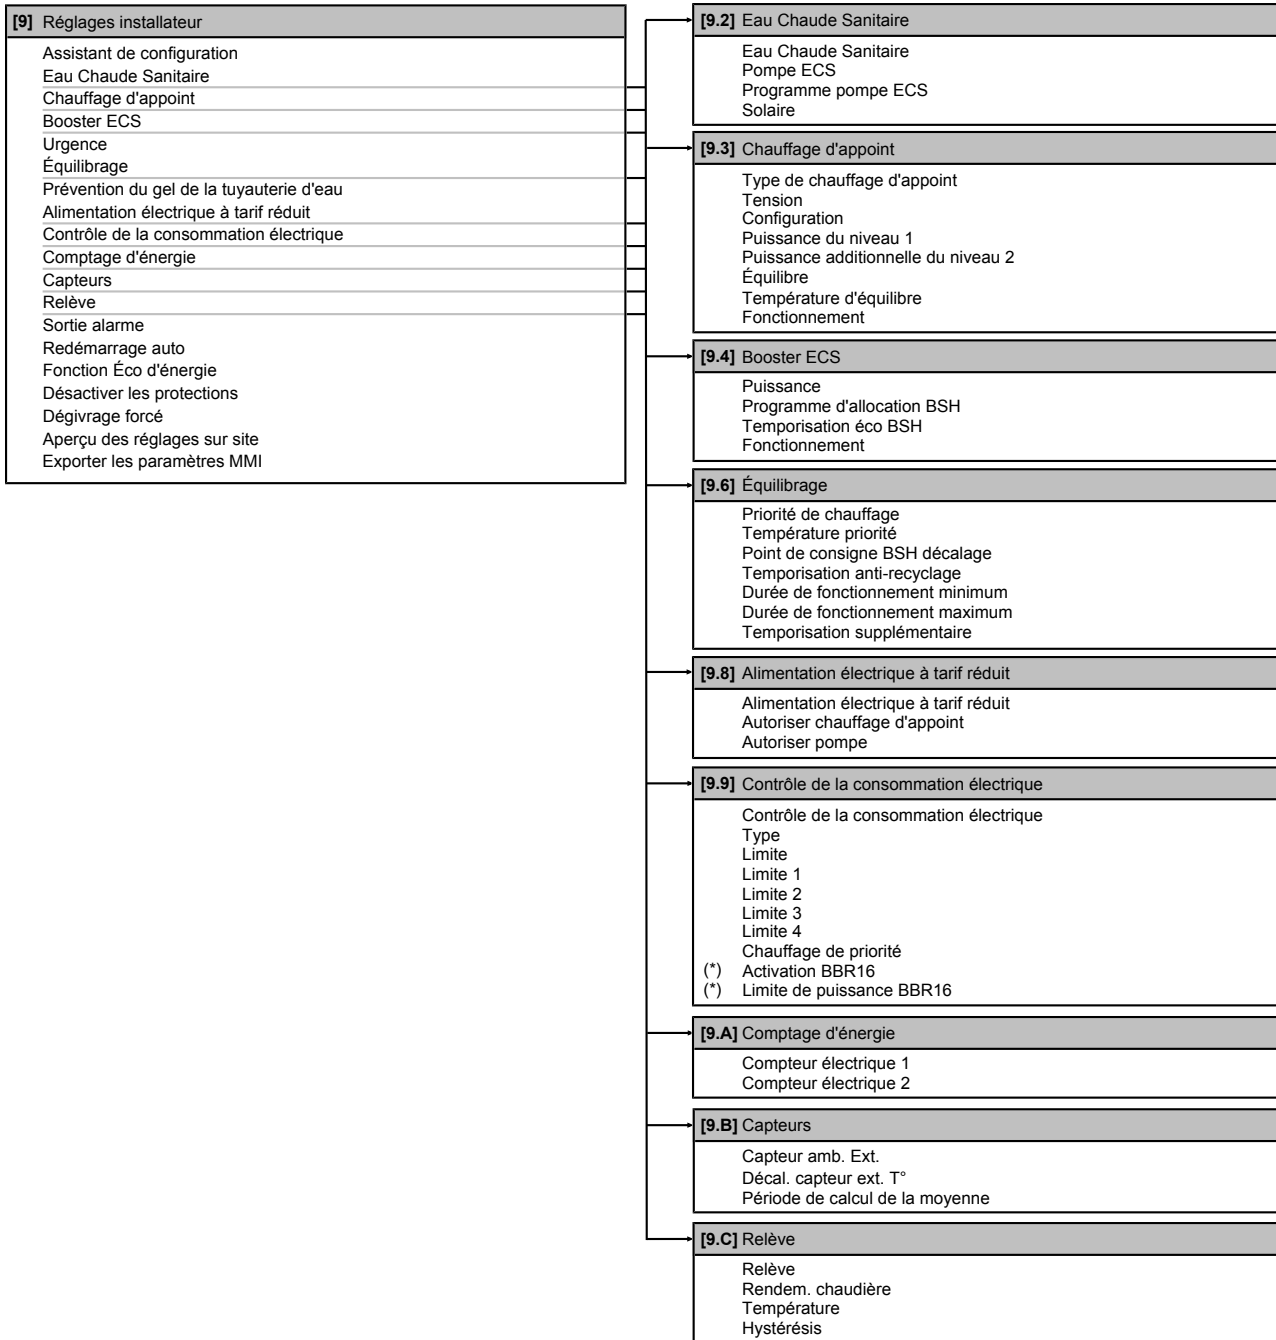 [9] Réglages installateur
Assistant de configuration
Eau Chaude Sanitaire
Chauffage d'appoint
Booster ECS
Urgence
Équilibrage
Prévention du gel de la tuyauterie d'eau
Alimentation électrique à tarif réduit
Contrôle de la consommation électrique
Comptage d'énergie
Capteurs
Relève
Sortie alarme
Redémarrage auto
Fonction Éco d'énergie
Désactiver les protections
Dégivrage forcé
Aperçu des réglages sur site
Exporter les paramètres MMI
[9.2] Eau Chaude Sanitaire
Eau Chaude Sanitaire
Pompe ECS
Programme pompe ECS
Solaire
[9.3] Chauffage d'appoint
Type de chauffage d'appoint
Tension
Configuration
Puissance du niveau 1
Puissance additionnelle du niveau 2
Équilibre
Température d'équilibre
Fonctionnement
[9.4] Booster ECS
Puissance
Programme d'allocation BSH
Temporisation éco BSH
Fonctionnement
[9.6] Équilibrage
Priorité de chauffage
Température priorité
Point de consigne BSH décalage
Temporisation anti-recyclage
Durée de fonctionnement minimum
Durée de fonctionnement maximum
Temporisation supplémentaire
[9.8] Alimentation électrique à tarif réduit
Alimentation électrique à tarif réduit
Autoriser chauffage d'appoint
Autoriser pompe
[9.9] Contrôle de la consommation électrique
Contrôle de la consommation électrique
Type
Limite
Limite 1
Limite 2
Limite 3
Limite 4
Chauffage de priorité
(*) Activation BBR16
(*) Limite de puissance BBR16
[9.A] Comptage d'énergie
Compteur électrique 1
Compteur électrique 2
[9.B] Capteurs
Capteur amb. Ext.
Décal. capteur ext. T°
Période de calcul de la moyenne
[9.C] Relève
Relève
Rendem. chaudière
Température
Hystérésis